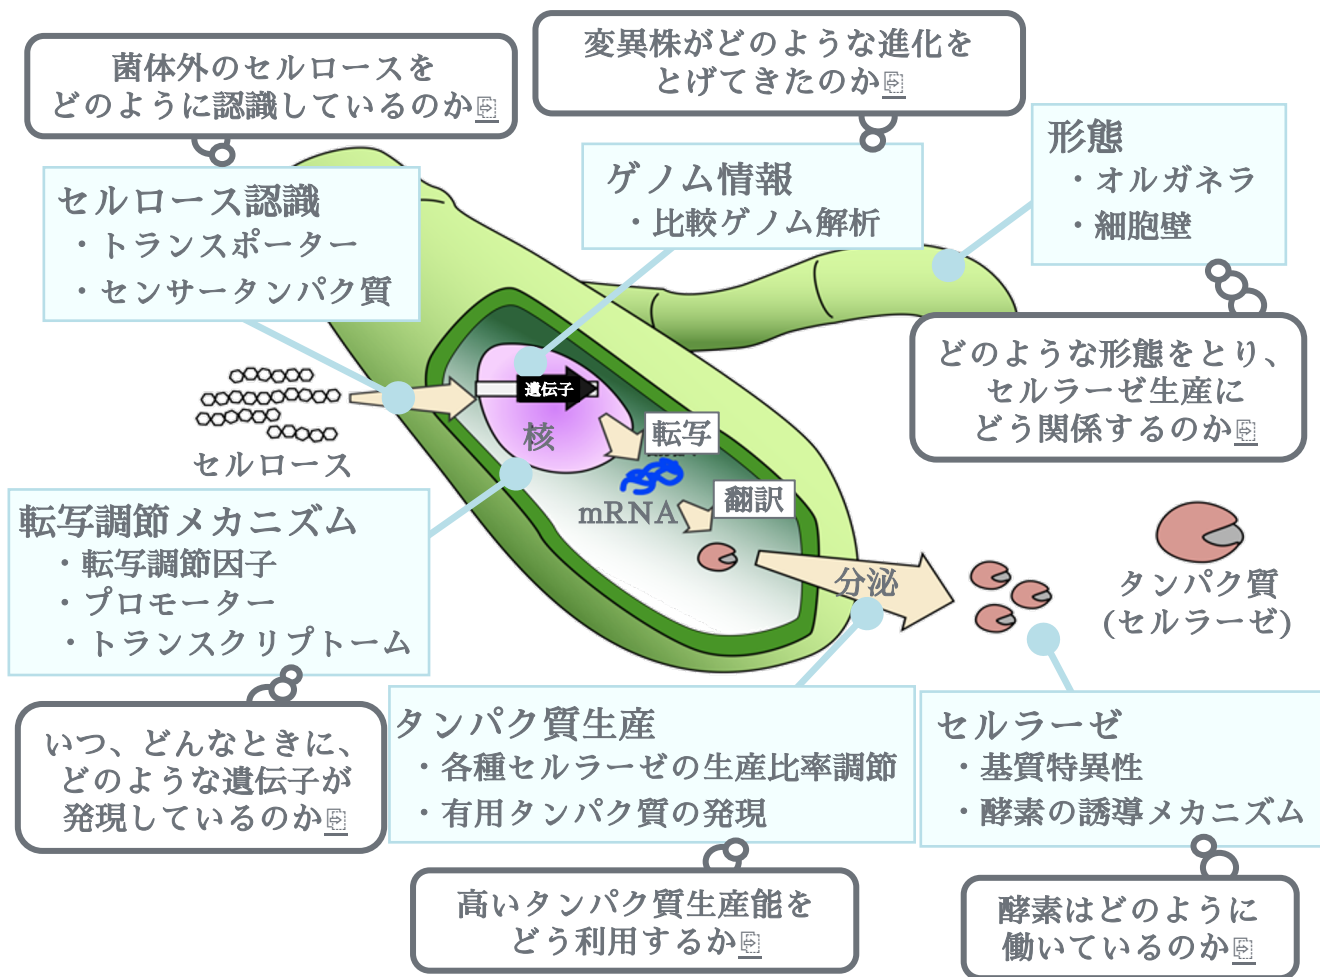 菌体外のセルロースを
どのように認識しているのか
変異株がどのような進化を
とげてきたのか
セルロース認識
・トランスポーター
・センサータンパク質
ゲノム情報
・比較ゲノム解析
形態
・オルガネラ
・細胞壁
どのような形態をとり、
セルラーゼ生産に
どう関係するのか
遺伝子
核
転写
mRNA
翻訳
セルロース
分泌
タンパク質
(セルラーゼ)
転写調節メカニズム
・転写調節因子
・プロモーター
・トランスクリプトーム
いつ、どんなときに、
どのような遺伝子が
発現しているのか
タンパク質生産
・各種セルラーゼの生産比率調節
・有用タンパク質の発現
高いタンパク質生産能を
どう利用するか
セルラーゼ
・基質特異性
・酵素の誘導メカニズム
酵素はどのように
働いているのか